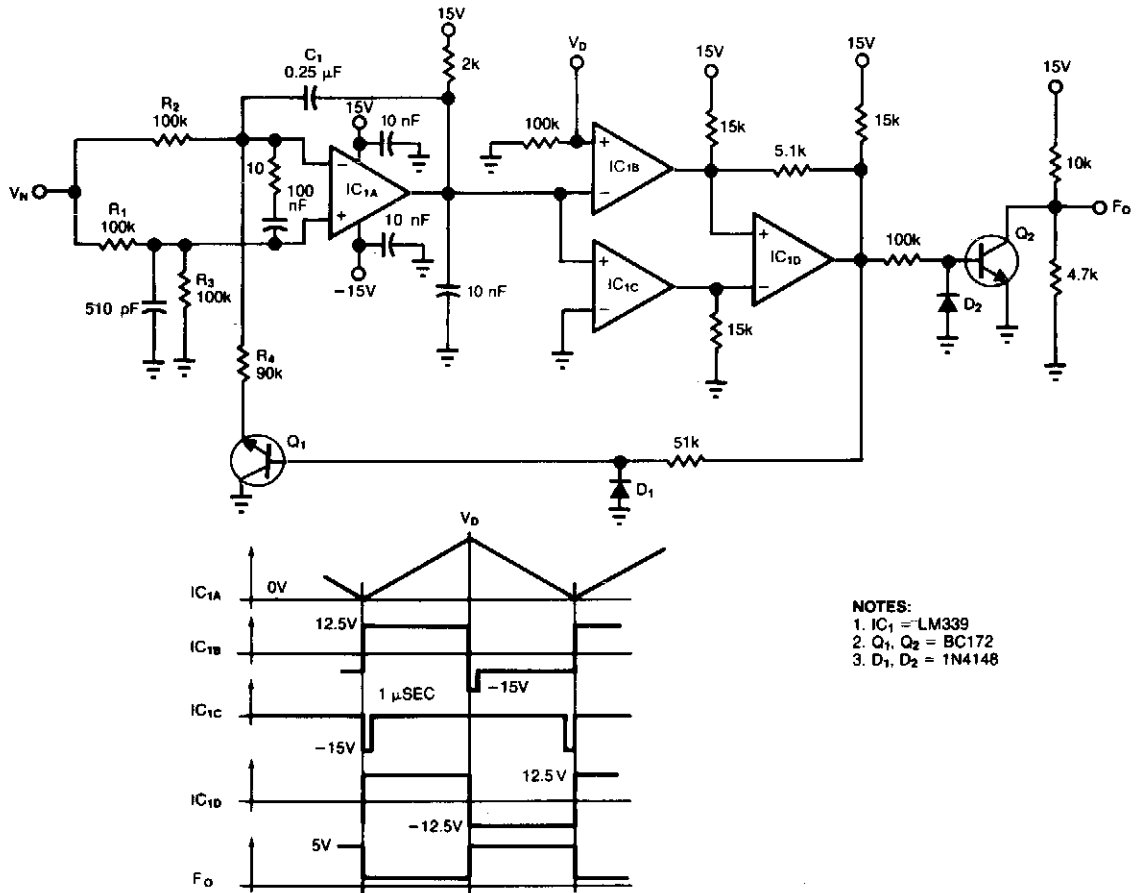 15V
2k
C1
0.25 µF
R2
100k
15V
10 nF
VN
10
100
nF
IC1A
R1
100k
10 nF
-15V
510 pF
R3
100k
10 nF
R4
90k
VD
100k
IC1B
IC1C
15V
15k
5.1k
15V
15k
15k
IC1D
100k
D2
15V
10k
FO
Q2
4.7k
Q1
51k
D1
VD
IC1A
0V
12.5V
IC1B
-15V
1 µSEC
IC1C
-15V
12.5V
IC1D
-12.5V
5V
FO
NOTES:
1. IC1 = LM339
2. Q1, Q2 = BC172
3. D1, D2 = 1N4148